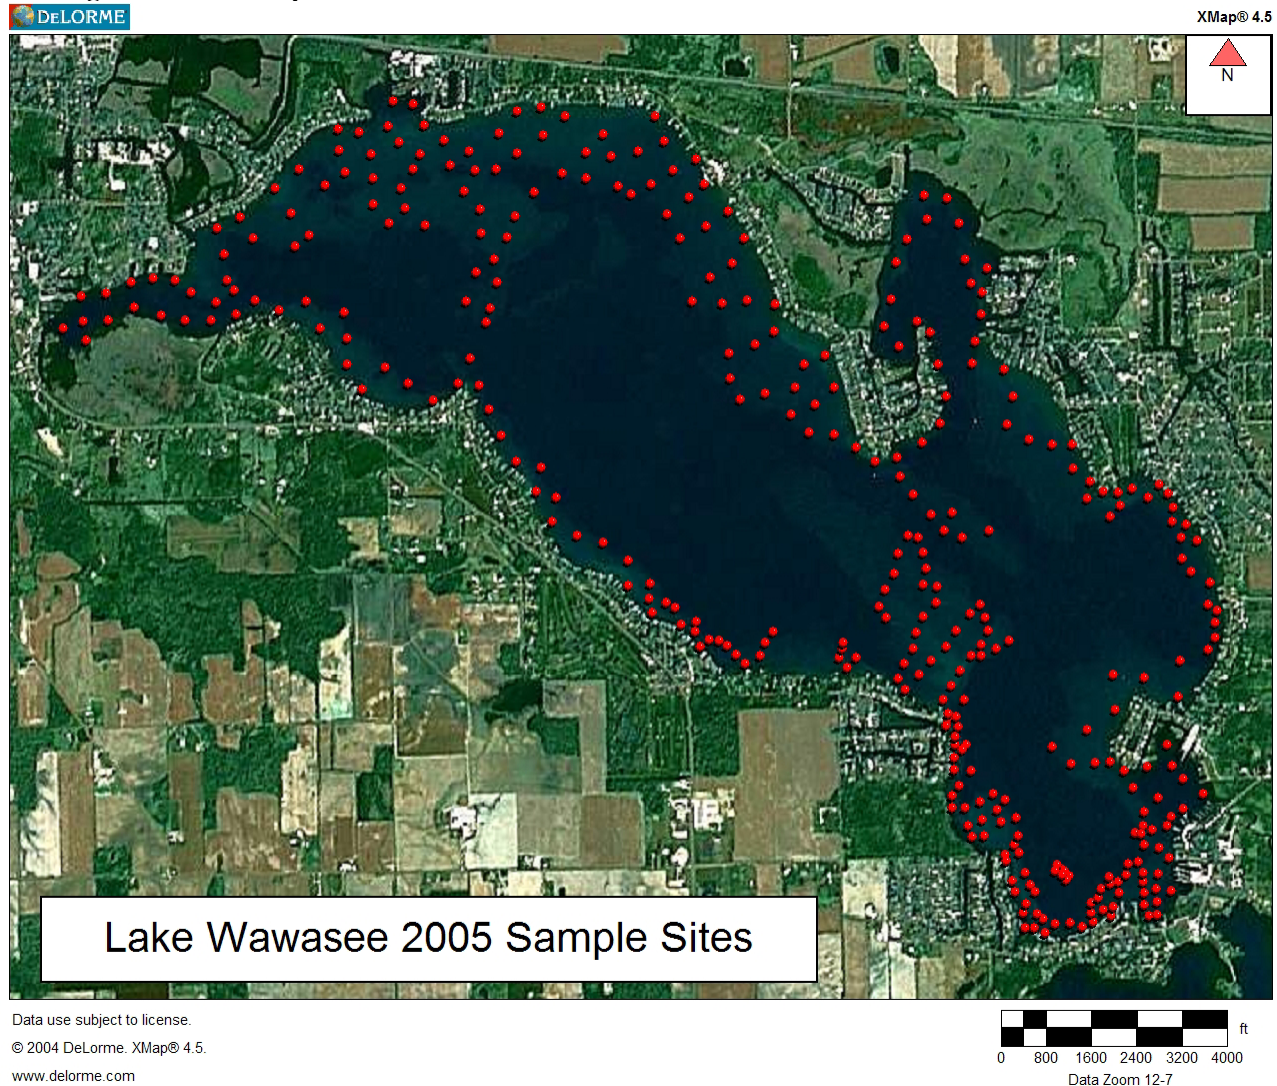 DELORME
XMap® 4.5
N
Lake Wawasee 2005 Sample Sites
Data use subject to license.
© 2004 DeLorme. XMap® 4.5.
www.delorme.com
ft
0 800 1600 2400 3200 4000
Data Zoom 12-7